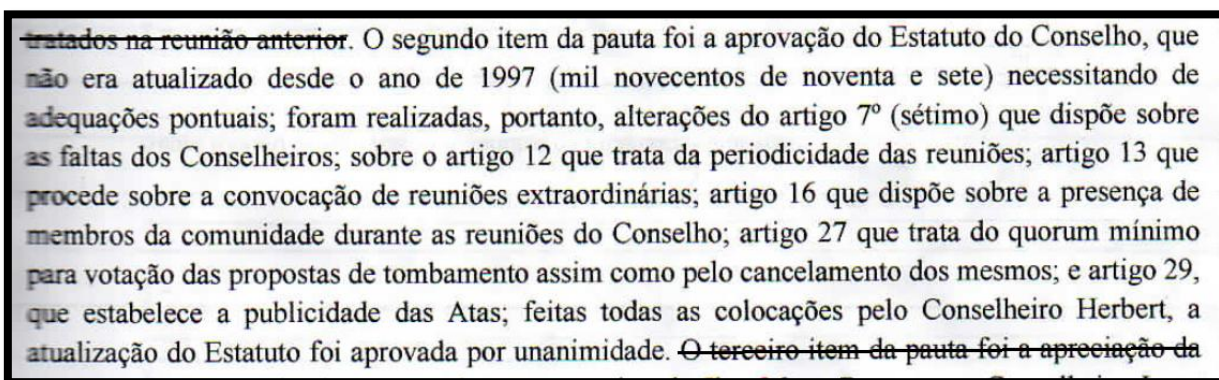 tratados na reunião anterior. O segundo item da pauta foi a aprovação do Estatuto do Conselho, que
não era atualizado desde o ano de 1997 (mil novecentos de noventa e sete) necessitando de
adequações pontuais; foram realizadas, portanto, alterações do artigo 7º (sétimo) que dispõe sobre
as faltas dos Conselheiros; sobre o artigo 12 que trata da periodicidade das reuniões; artigo 13 que
procede sobre a convocação de reuniões extraordinárias; artigo 16 que dispõe sobre a presença de
membros da comunidade durante as reuniões do Conselho; artigo 27 que trata do quorum mínimo
para votação das propostas de tombamento assim como pelo cancelamento dos mesmos; e artigo 29,
que estabelece a publicidade das Atas; feitas todas as colocações pelo Conselheiro Herbert, a
atualização do Estatuto foi aprovada por unanimidade. O terceiro item da pauta foi a apreciação da